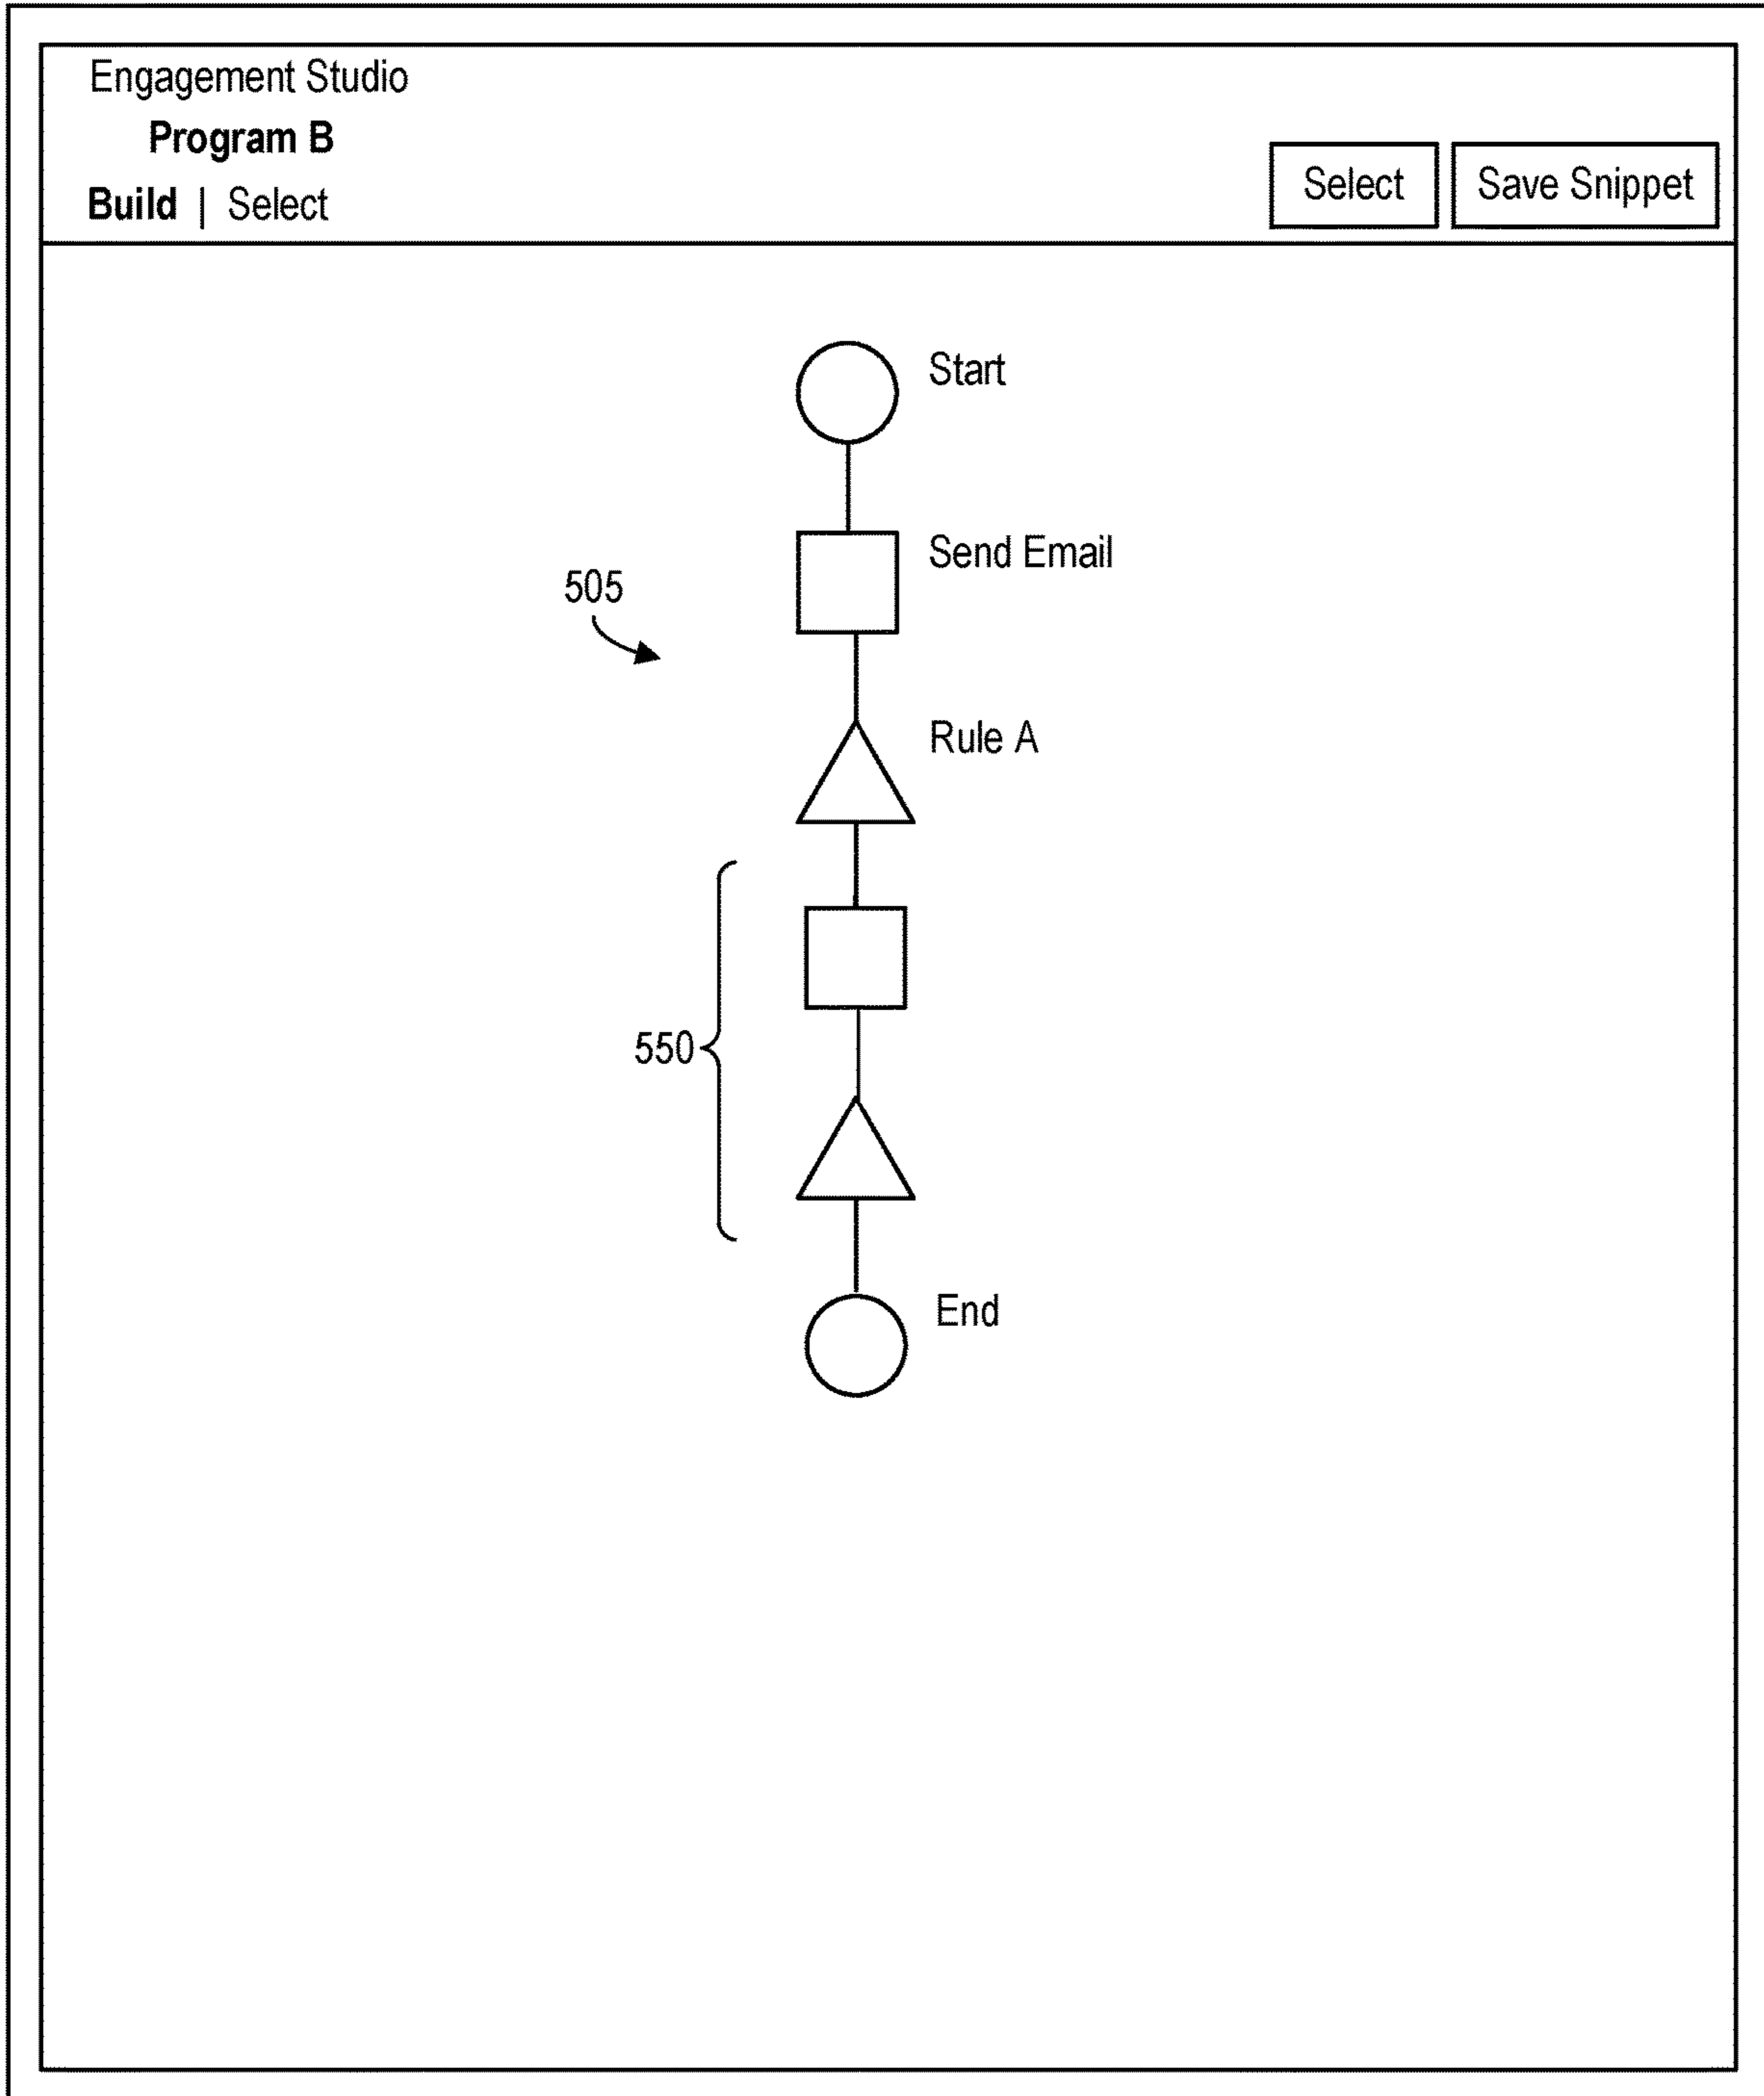 Engagement Studio
Program B
Build | Select
Select
Save Snippet
Start
Send Email
505
Rule A
550
End